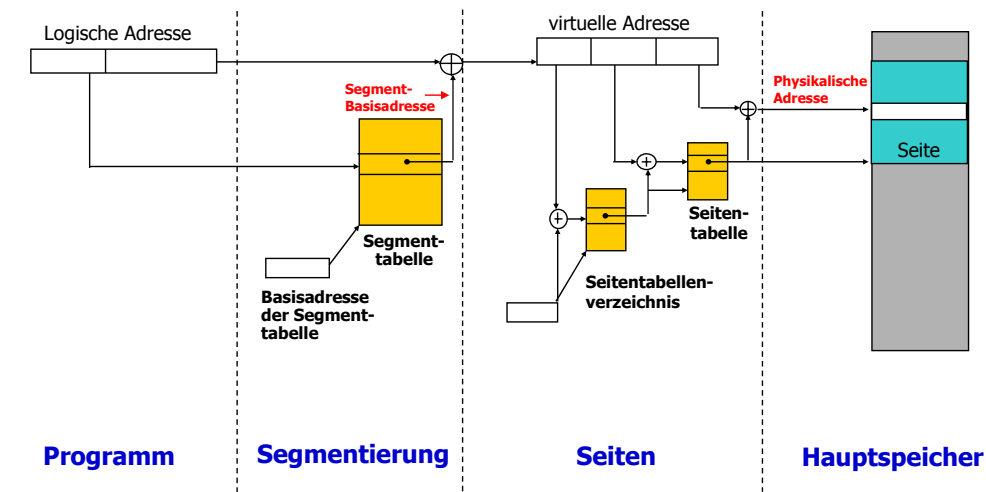 Logische Adresse
virtuelle Adresse
Segment-
Basisadresse
Physikalische
Adresse
Seite
Segment-
tabelle
Seiten-
tabelle
Basisadresse
der Segment-
tabelle
Seitentabellen-
verzeichnis
Programm
Segmentierung
Seiten
Hauptspeicher